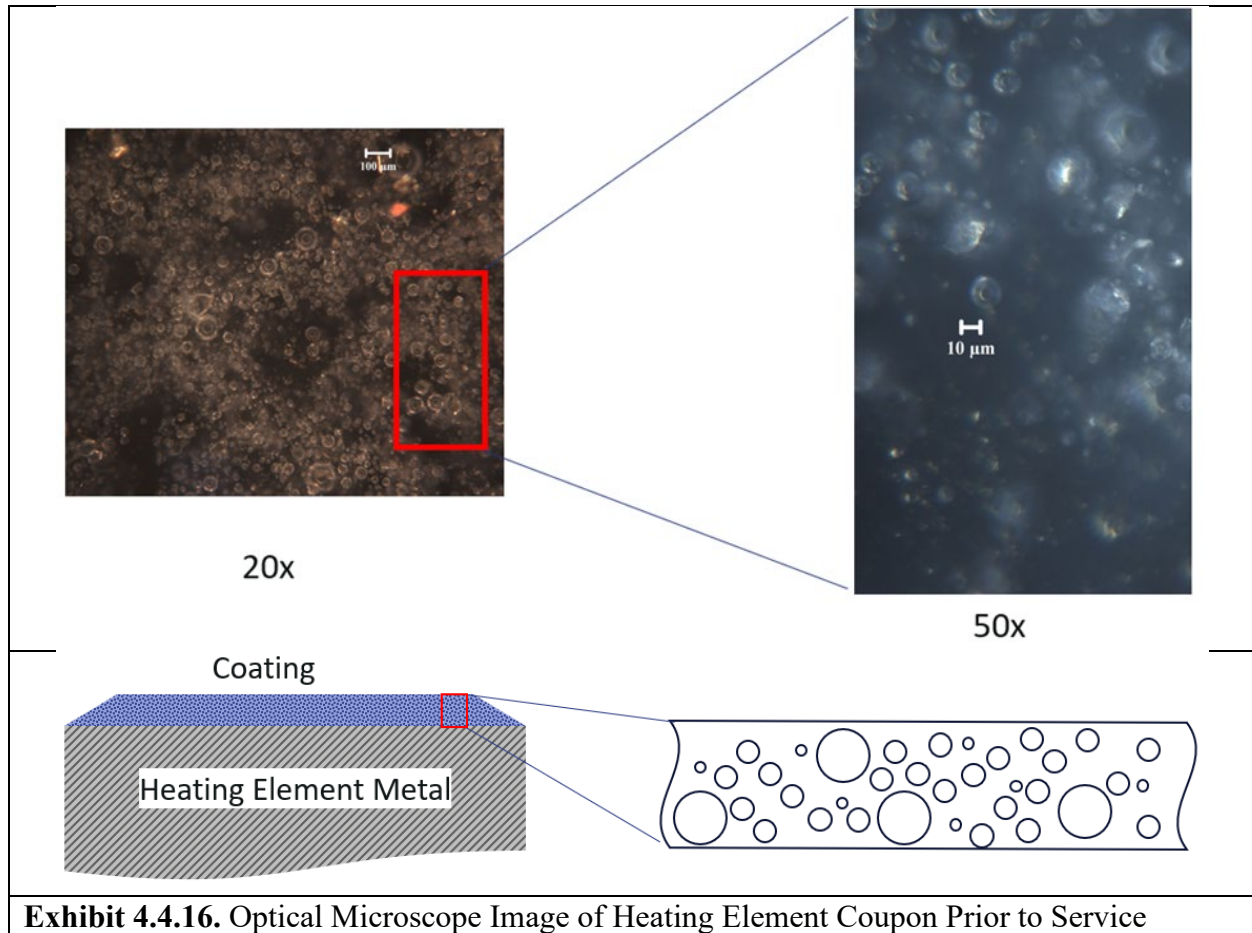 100 µm
10 µm
20x
50x
Coating
Heating Element Metal
Exhibit 4.4.16. Optical Microscope Image of Heating Element Coupon Prior to Service